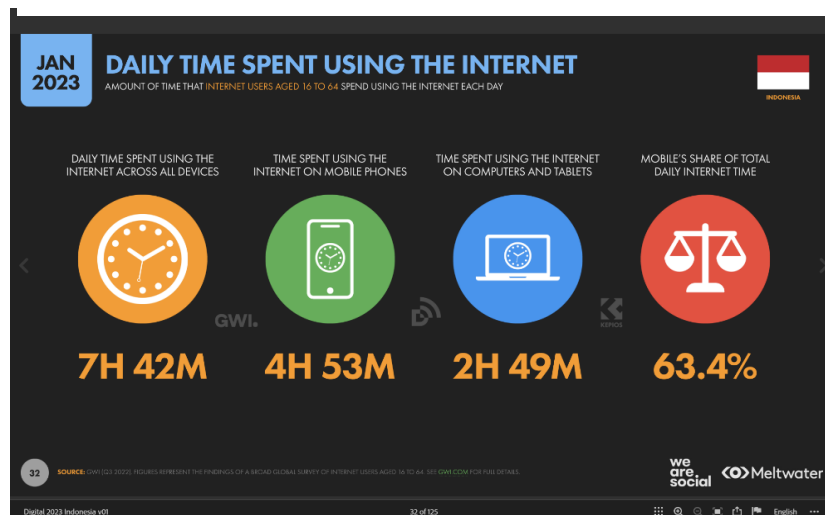 JAN
2023
DAILY TIME SPENT USING THE INTERNET
AMOUNT OF TIME THAT INTERNET USERS AGED 16 TO 64 SPEND USING THE INTERNET EACH DAY
INDONESIA
DAILY TIME SPENT USING THE
INTERNET ACROSS ALL DEVICES
TIME SPENT USING THE
INTERNET ON MOBILE PHONES
TIME SPENT USING THE INTERNET
ON COMPUTERS AND TABLETS
MOBILE'S SHARE OF TOTAL
DAILY INTERNET TIME
GWI.
KEPIOS
7H 42M
4H 53M
2H 49M
63.4%
32
SOURCE: GWI (Q3 2022). FIGURES REPRESENT THE FINDINGS OF A BROAD GLOBAL SURVEY OF INTERNET USERS AGED 16 TO 64. SEE GWI.COM FOR FULL DETAILS.
we
are.
social
Meltwater
Digital 2023 Indonesia v01
32 of 125
English